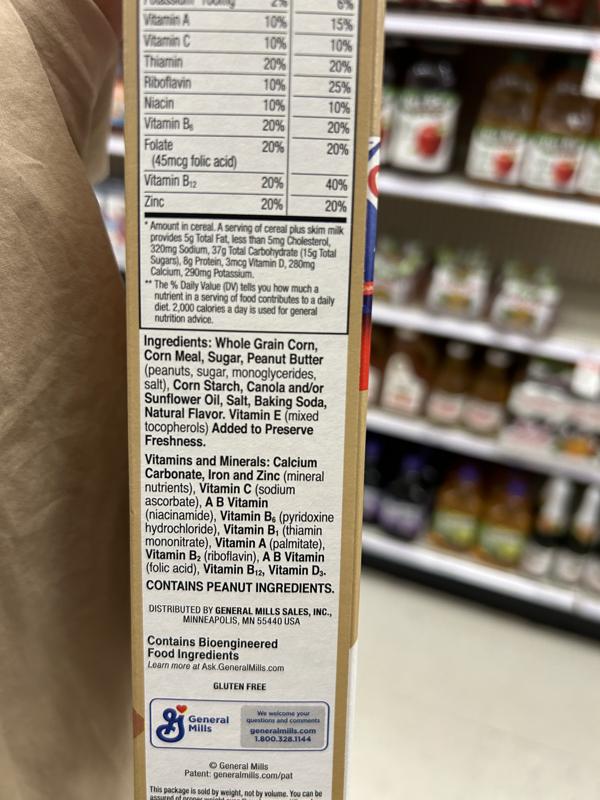 Potassium 100mg 2% 6%
Vitamin A 10% 15%
Vitamin C 10% 10%
Thiamin 20% 20%
Riboflavin 10% 25%
Niacin 10% 10%
Vitamin B6 20% 20%
Folate 20% 20%
(45mcg folic acid)
Vitamin B12 20% 40%
Zinc 20% 20%
* Amount in cereal. A serving of cereal plus skim milk
provides 5g Total Fat, less than 5mg Cholesterol,
320mg Sodium, 37g Total Carbohydrate (15g Total
Sugars), 8g Protein, 3mcg Vitamin D, 280mg
Calcium, 290mg Potassium.
** The % Daily Value (DV) tells you how much a
nutrient in a serving of food contributes to a daily
diet. 2,000 calories a day is used for general
nutrition advice.
Ingredients: Whole Grain Corn,
Corn Meal, Sugar, Peanut Butter
(peanuts, sugar, monoglycerides,
salt), Corn Starch, Canola and/or
Sunflower Oil, Salt, Baking Soda,
Natural Flavor. Vitamin E (mixed
tocopherols) Added to Preserve
Freshness.
Vitamins and Minerals: Calcium
Carbonate, Iron and Zinc (mineral
nutrients), Vitamin C (sodium
ascorbate), A B Vitamin
(niacinamide), Vitamin B6 (pyridoxine
hydrochloride), Vitamin B1 (thiamin
mononitrate), Vitamin A (palmitate),
Vitamin B2 (riboflavin), A B Vitamin
(folic acid), Vitamin B12, Vitamin D3.
CONTAINS PEANUT INGREDIENTS.
DISTRIBUTED BY GENERAL MILLS SALES, INC.,
MINNEAPOLIS, MN 55440 USA
Contains Bioengineered
Food Ingredients
Learn more at Ask.GeneralMills.com
GLUTEN FREE
General
Mills
We welcome your
questions and comments
generalmills.com
1.800.328.1144
© General Mills
Patent: generalmills.com/pat
This package is sold by weight, not by volume. You can be
assured of proper weight even